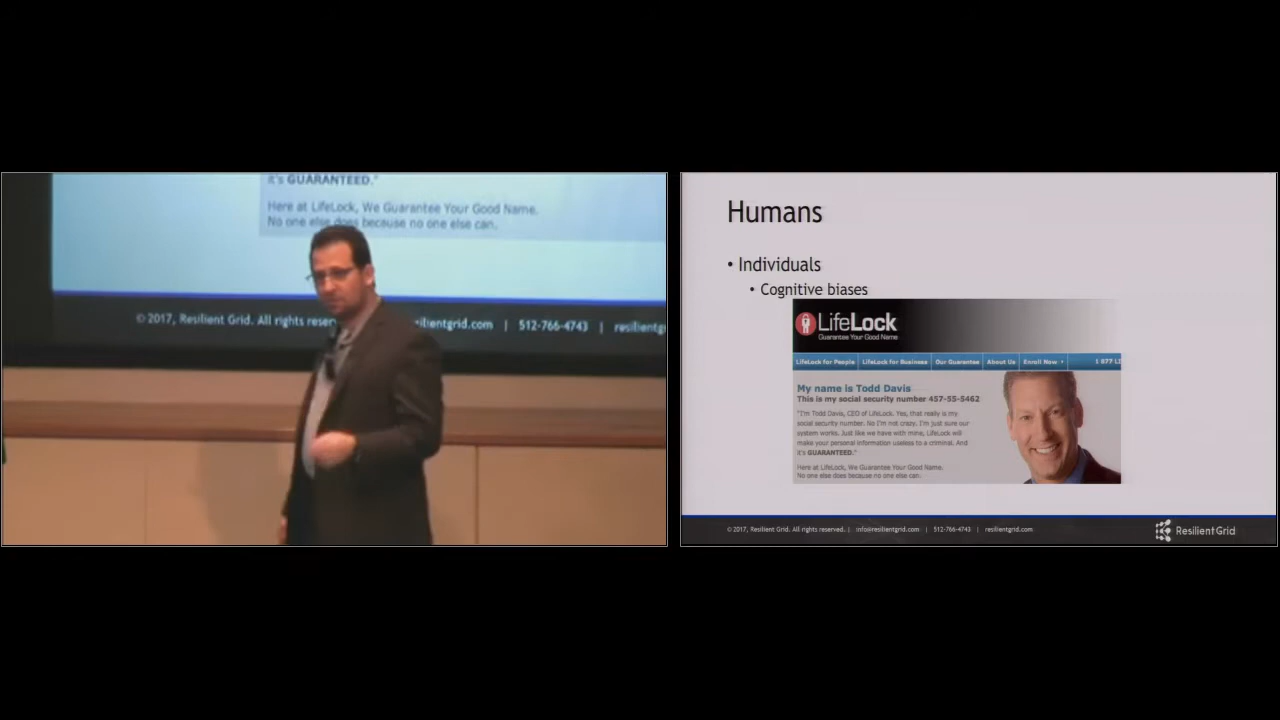 it's GUARANTEED."
Here at LifeLock, We Guarantee Your Good Name.
No one else does because no one else can.
© 2017, Resilient Grid. All rights reser ilientgrid.com | 512-766-4743 | resilientg
Humans
• Individuals
• Cognitive biases
LifeLock
Guarantee Your Good Name
LifeLock for People LifeLock for Business Our Guarantee About Us Enroll Now 1 877 LI
My name is Todd Davis
This is my social security number 457-55-5462
"I'm Todd Davis, CEO of LifeLock. Yes, that really is my
social security number. No I'm not crazy. I'm just sure our
system works. Just like we have with mine, LifeLock will
make your personal information useless to a criminal. And
it's GUARANTEED."
Here at LifeLock, We Guarantee Your Good Name.
No one else does because no one else can.
© 2017, Resilient Grid. All rights reserved. | info@resilientgrid.com | 512-766-4743 | resilientgrid.com
ResilientGrid